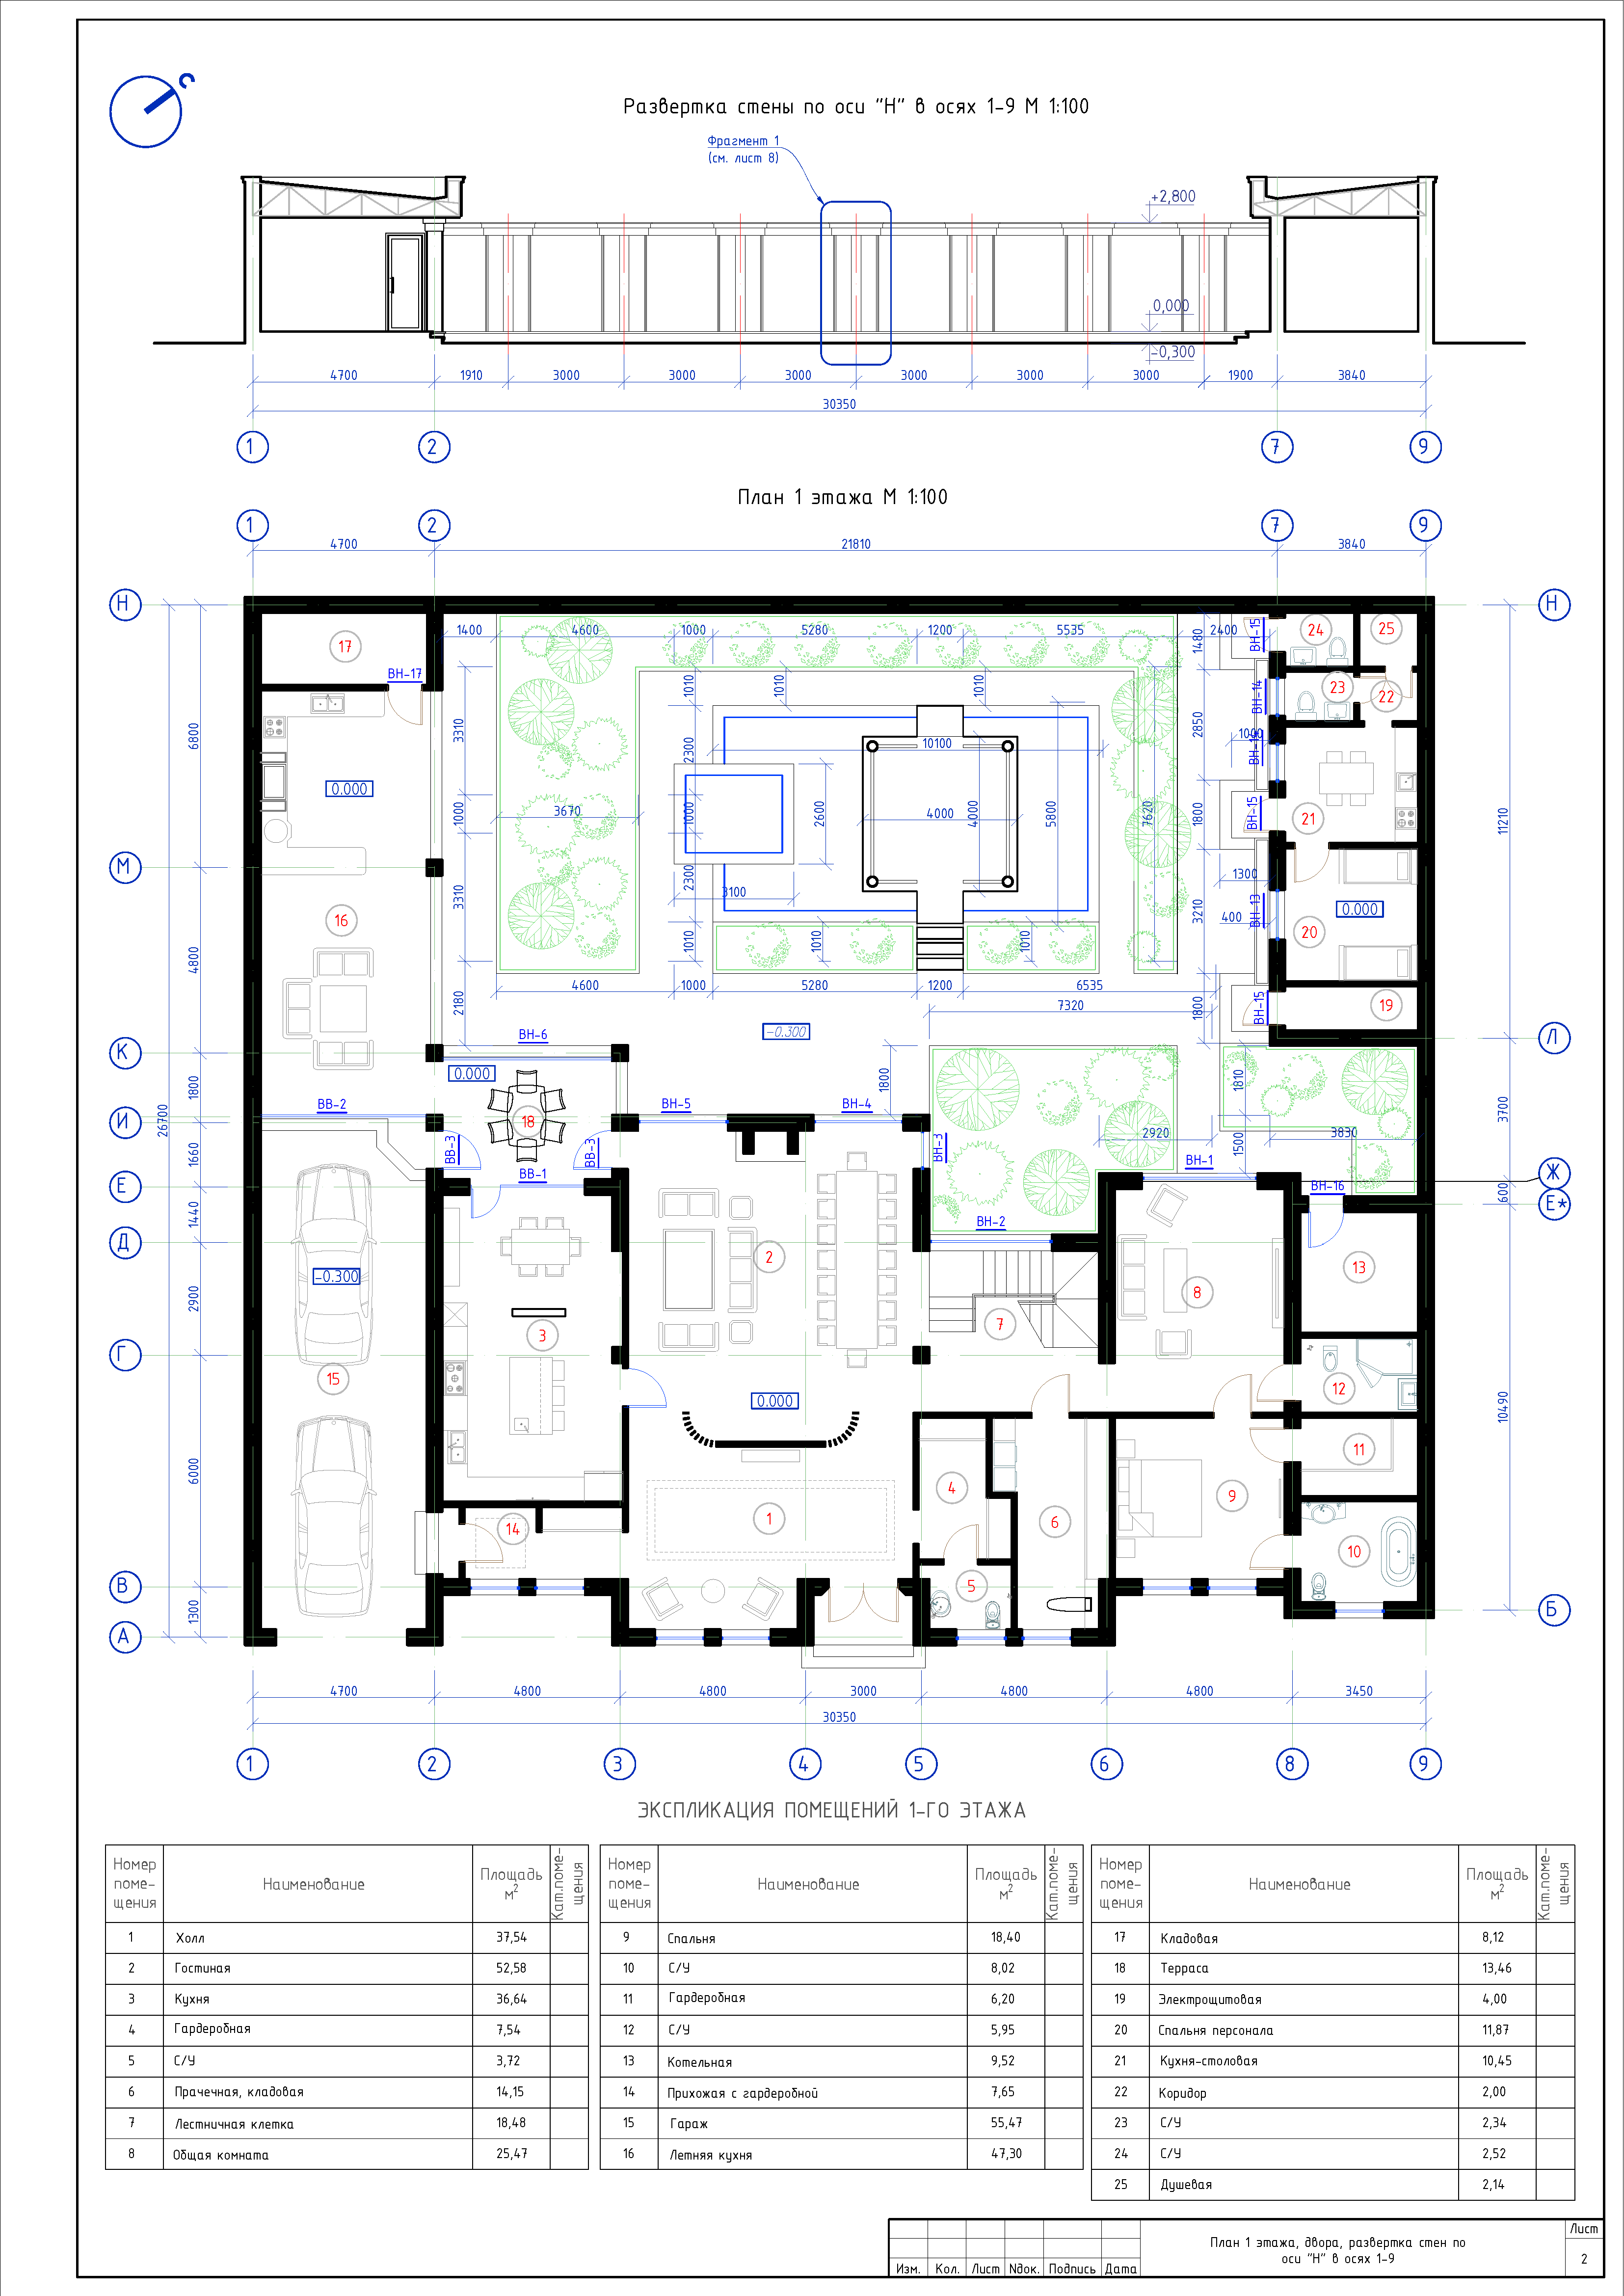 С
Развертка стены по оси "Н" в осях 1-9 М 1:100
Фрагмент 1
(см. лист 8)
+2,800
0,000
-0,300
4700 1910 3000 3000 3000 3000 3000 3000 1900 3840
30350
1 2 7 9
План 1 этажа М 1:100
1 2 7 9
4700 21810 3840
Н Н
17
ВН-17
1400 4600 1000 5280 1200 5535 2400
1480
ВН-15
24 25
1010 1010 1010
23 22
ВН-14
6800
3310
2300
10100
2850
1000
0.000
1000
3670
1000
2600
4000
4000
5800
7620
1800
ВН-15
21
11210
М
3310
2300
3100
1300
16
1010 1010 1010
3210
400
ВН-13
0.000
20
4800
2180
4600 1000 5280 1200 6535
7320
1800
ВН-15
19
-0.300
К Л
ВН-6
0.000
1800
1800
1810
26700
ВВ-2
ВН-5
ВН-4
И
18
ВВ-3
ВВ-3
ВВ-1
ВН-3
2920
1500
3830
3700
1660
ВН-1
ВН-16
Ж
Е
600
Е*
1440
ВН-2
Д
-0.300
2
13
2900
8
3
7
Г
15
12
0.000
10490
11
6000
4
9
14
1
6
10
5
В
1300
Б
А
4700 4800 4800 3000 4800 4800 3450
30350
1 2 3 4 5 6 8 9
ЭКСПЛИКАЦИЯ ПОМЕЩЕНИЙ 1-ГО ЭТАЖА
Номер поме-щения Наименование Площадь м2 Кат.поме-щения
1 Холл 37,54
2 Гостиная 52,58
3 Кухня 36,64
4 Гардеробная 7,54
5 С/У 3,72
6 Прачечная, кладовая 14,15
7 Лестничная клетка 18,48
8 Общая комната 25,47
Номер поме-щения Наименование Площадь м2 Кат.поме-щения
9 Спальня 18,40
10 С/У 8,02
11 Гардеробная 6,20
12 С/У 5,95
13 Котельная 9,52
14 Прихожая с гардеробной 7,65
15 Гараж 55,47
16 Летняя кухня 47,30
Номер поме-щения Наименование Площадь м2 Кат.поме-щения
17 Кладовая 8,12
18 Терраса 13,46
19 Электрощитовая 4,00
20 Спальня персонала 11,87
21 Кухня-столовая 10,45
22 Коридор 2,00
23 С/У 2,34
24 С/У 2,52
25 Душевая 2,14
Изм. Кол. Лист Nдок. Подпись Дата
План 1 этажа, двора, развертка стен по
оси "Н" в осях 1-9
Лист
2